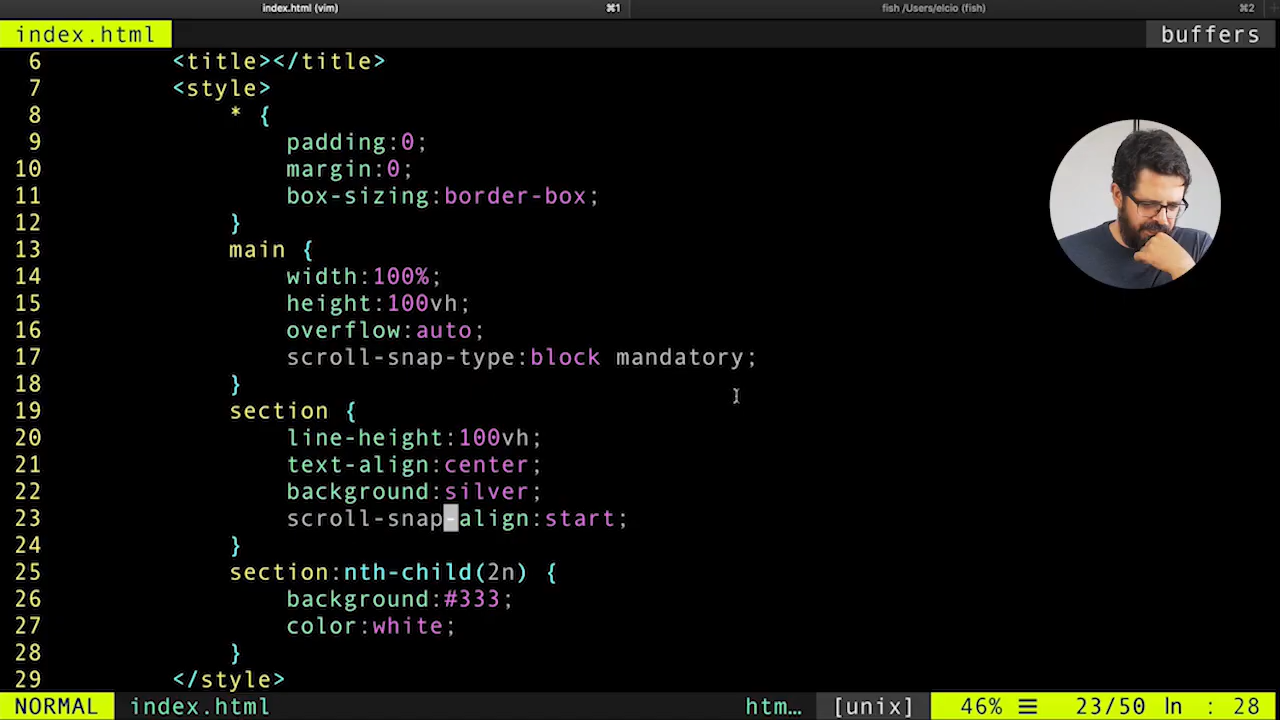 index.html (vim) ⌘1 fish /Users/elcio (fish) ⌘2
index.html buffers
6 <title></title>
7 <style>
8 * {
9 padding:0;
10 margin:0;
11 box-sizing:border-box;
12 }
13 main {
14 width:100%;
15 height:100vh;
16 overflow:auto;
17 scroll-snap-type:block mandatory;
18 }
19 section {
20 line-height:100vh;
21 text-align:center;
22 background:silver;
23 scroll-snap-align:start;
24 }
25 section:nth-child(2n) {
26 background:#333;
27 color:white;
28 }
29 </style>
NORMAL index.html htm… [unix] 46% ☰ 23/50 ln : 28